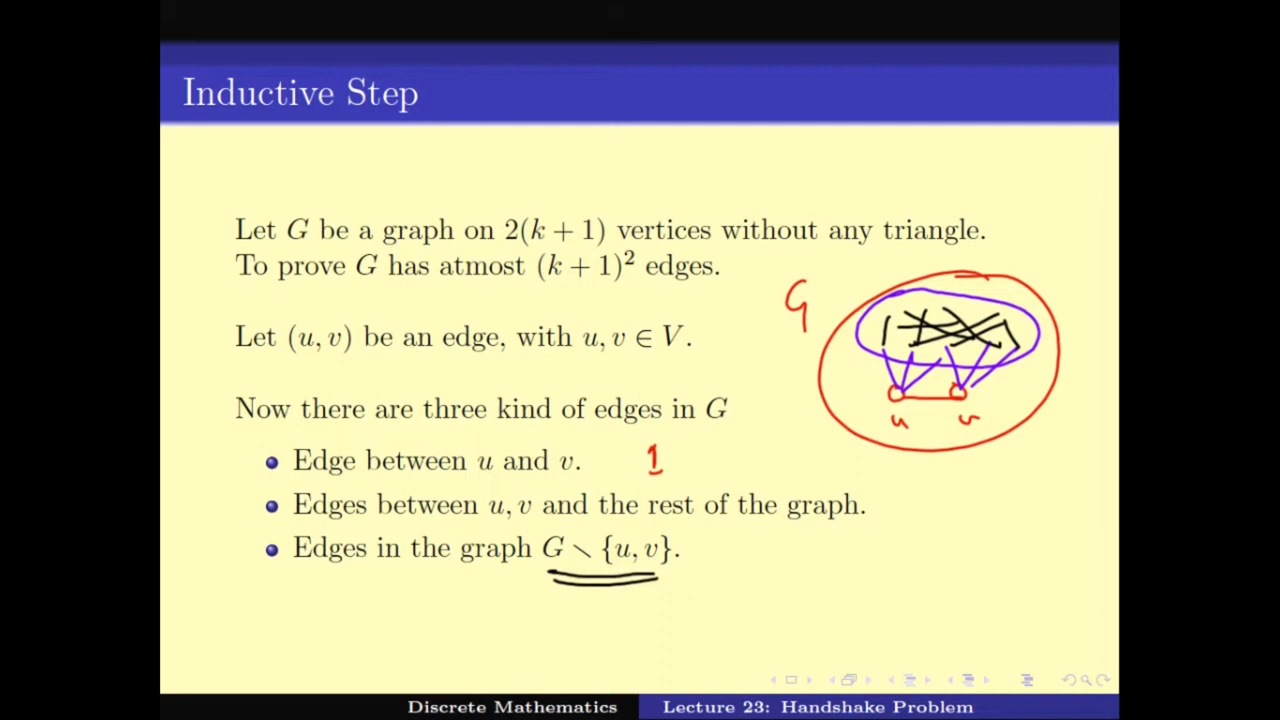 Inductive Step
Let G be a graph on 2(k + 1) vertices without any triangle.
To prove G has atmost (k + 1)² edges.
G
Let (u, v) be an edge, with u, v ∈ V.
u v
Now there are three kind of edges in G
Edge between u and v. 1
Edges between u, v and the rest of the graph.
Edges in the graph G ∖ {u, v}.
Discrete Mathematics Lecture 23: Handshake Problem